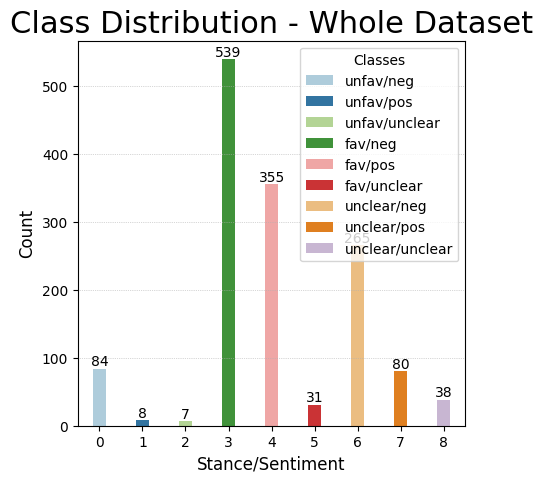 Class Distribution - Whole Dataset
Classes
unfav/neg
unfav/pos
unfav/unclear
fav/neg
fav/pos
fav/unclear
unclear/neg
unclear/pos
unclear/unclear
539
355
265
84
8
7
31
80
38
500
400
300
200
100
0
Count
0 1 2 3 4 5 6 7 8
Stance/Sentiment